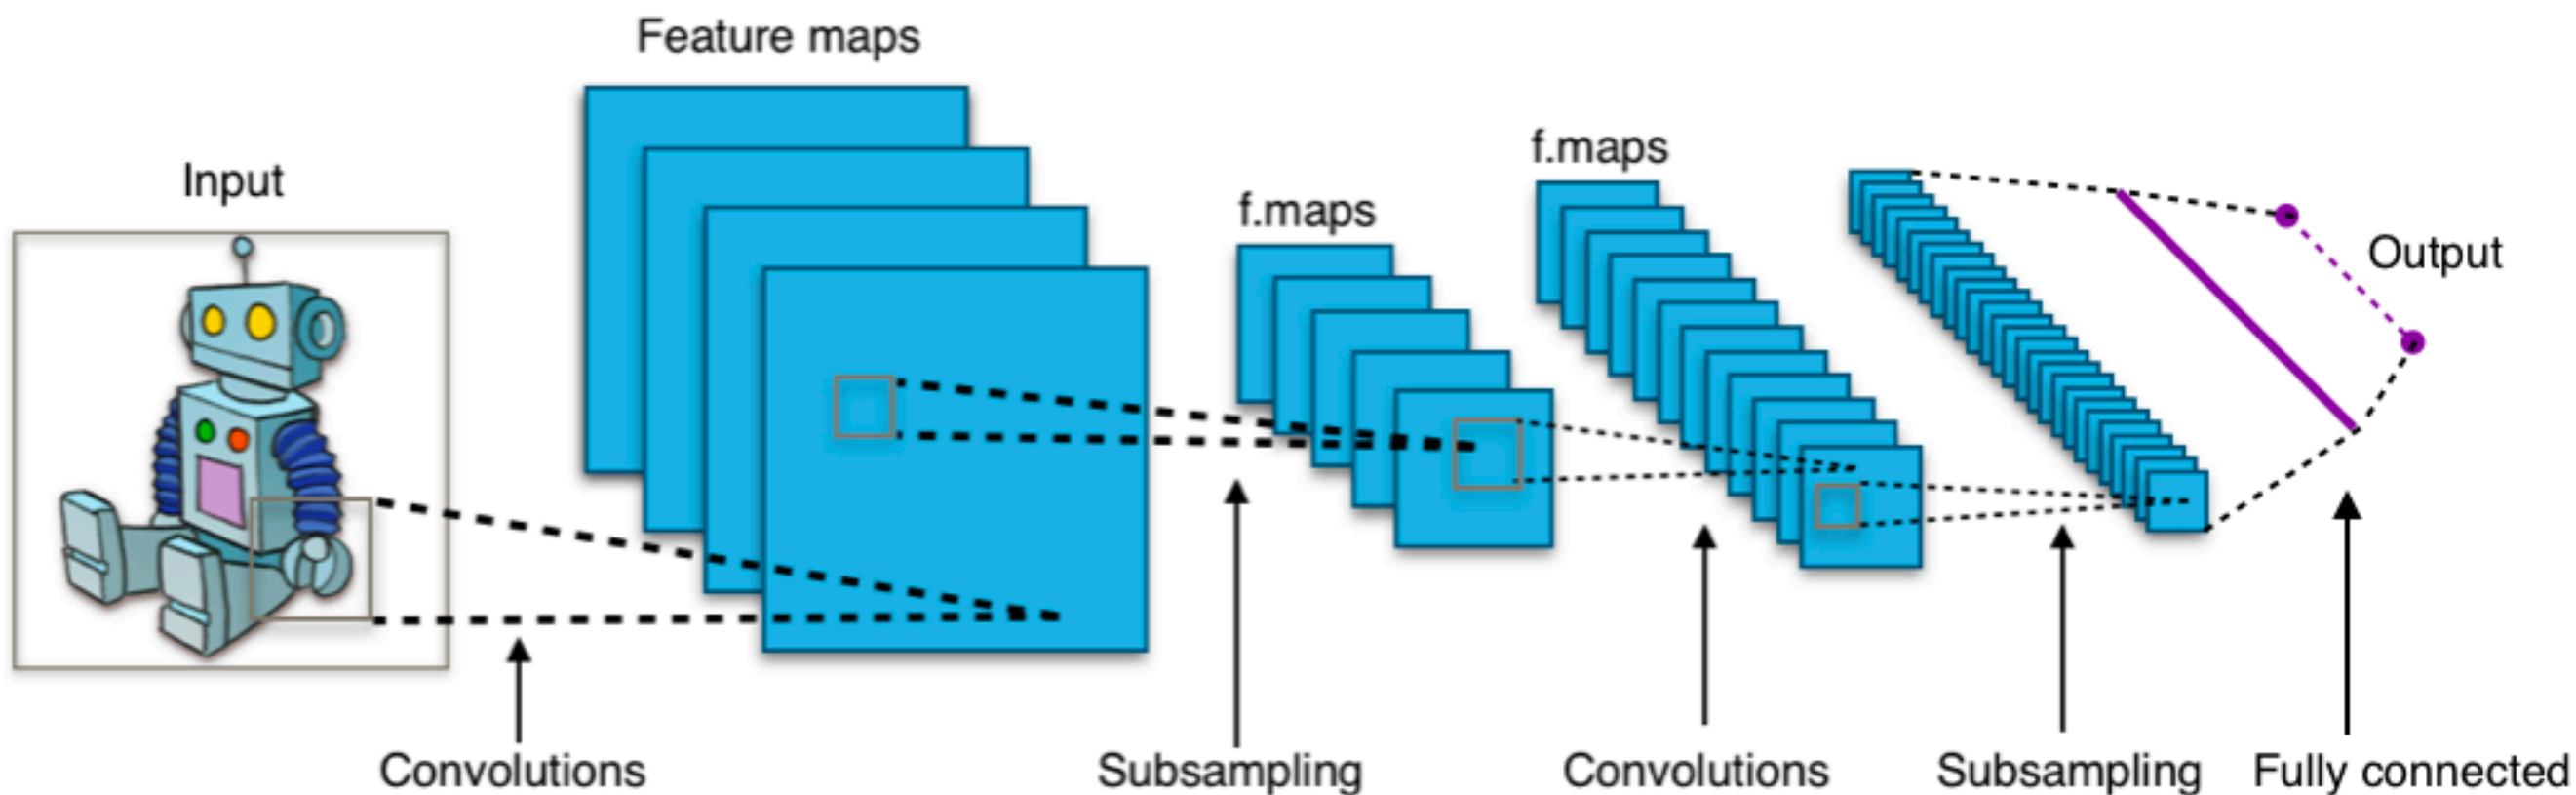 Feature maps
f.maps
Input
f.maps
Output
Convolutions
Subsampling
Convolutions
Subsampling
Fully connected